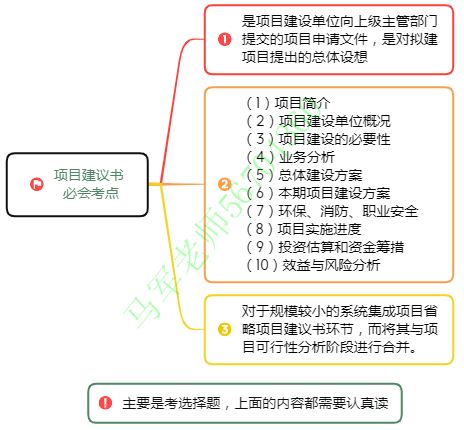 项目建议书
必会考点
1
是项目建设单位向上级主管部门
提交的项目申请文件，是对拟建
项目提出的总体设想
2
（1）项目简介
（2）项目建设单位概况
（3）项目建设的必要性
（4）业务分析
（5）总体建设方案
（6）本期项目建设方案
（7）环保、消防、职业安全
（8）项目实施进度
（9）投资估算和资金筹措
（10）效益与风险分析
3
对于规模较小的系统集成项目省
略项目建议书环节，而将其与项
目可行性分析阶段进行合并。
主要是考选择题，上面的内容都需要认真读
马军老师